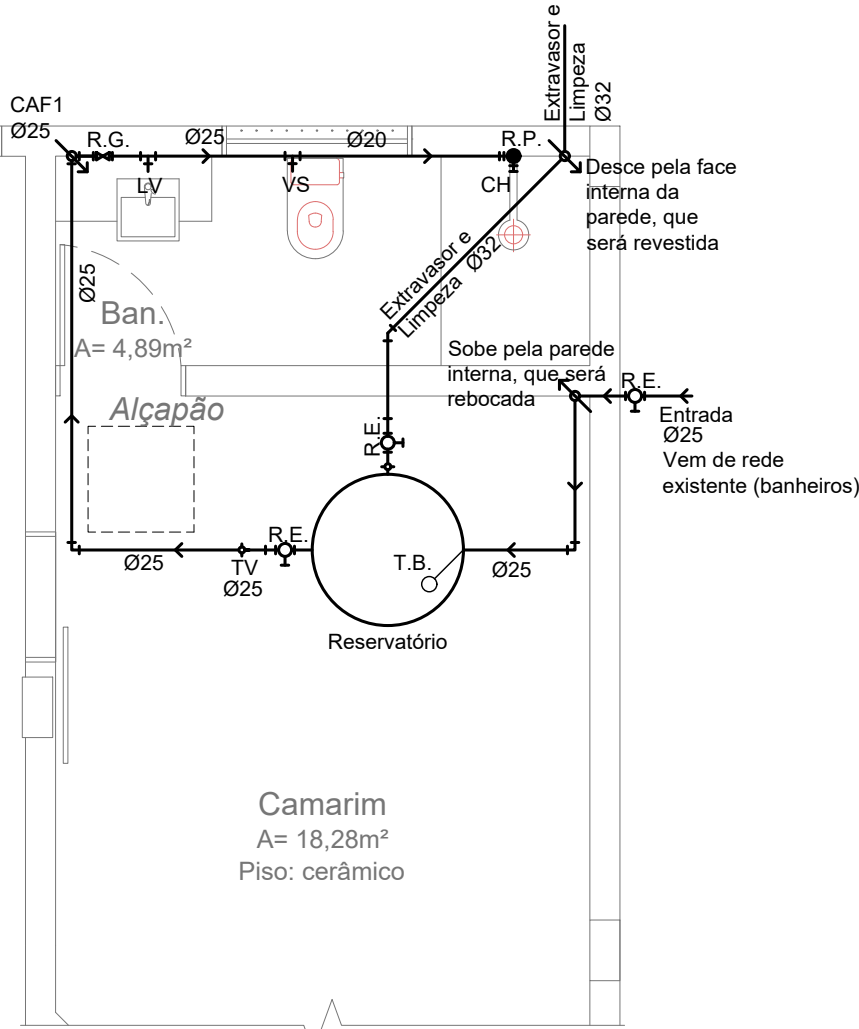 Extravasor e
Limpeza
Ø32
CAF1
Ø25
R.G.
Ø25
Ø20
R.P.
LV
VS
CH
Desce pela face
interna da
parede, que
será revestida
Extravasor e
Limpeza Ø32
Ø25
Ban.
A= 4,89m²
Sobe pela parede
interna, que será
rebocada
R.E.
Entrada
Ø25
Vem de rede
existente (banheiros)
Alçapão
R.E.
R.E.
Ø25
TV
Ø25
T.B.
Ø25
Reservatório
Camarim
A= 18,28m²
Piso: cerâmico